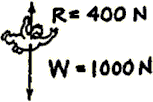 R = 400 N
W = 1000 N